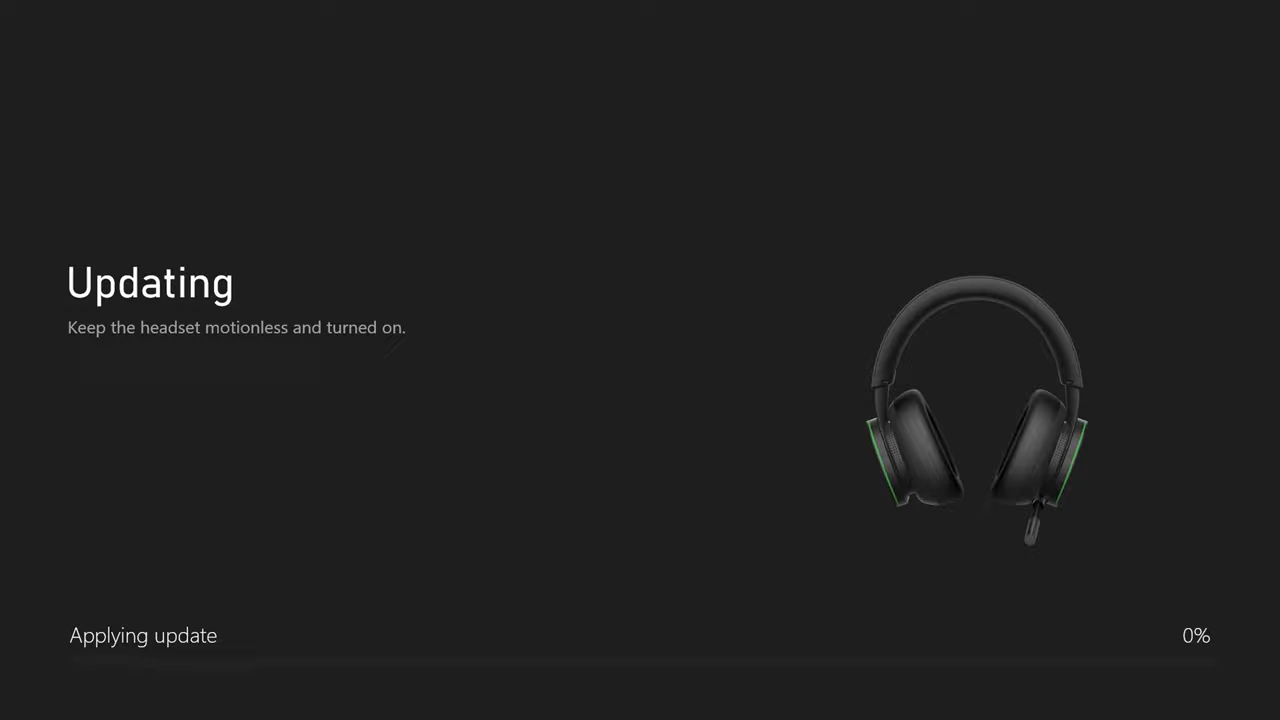 Updating
Keep the headset motionless and turned on.
Applying update
0%